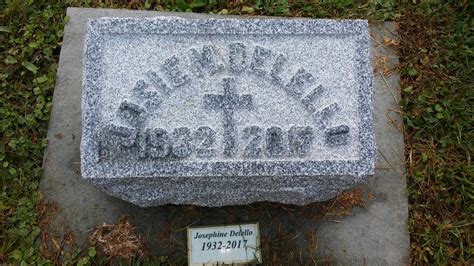 JOSIE M. DELELLO
1932 2017
Josephine Delello
1932-2017